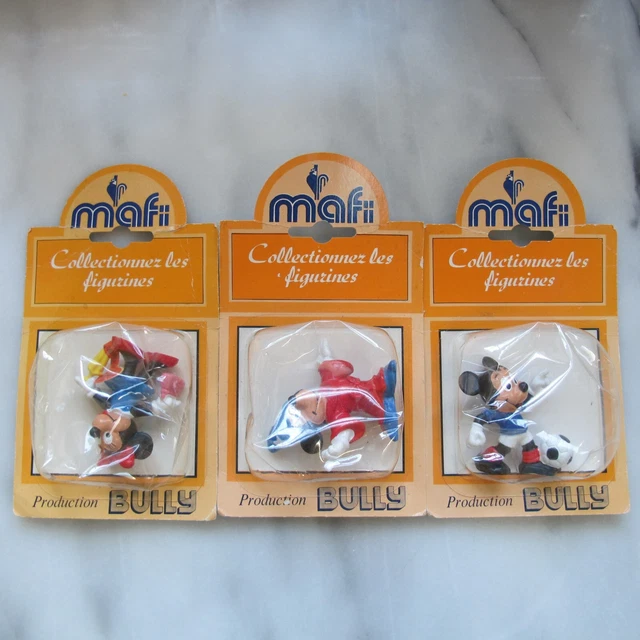 mafii
Collectionnez les
figurines
Production BULLY
mafii
Collectionnez les
figurines
Production BULLY
mafii
Collectionnez les
figurines
Production BULLY